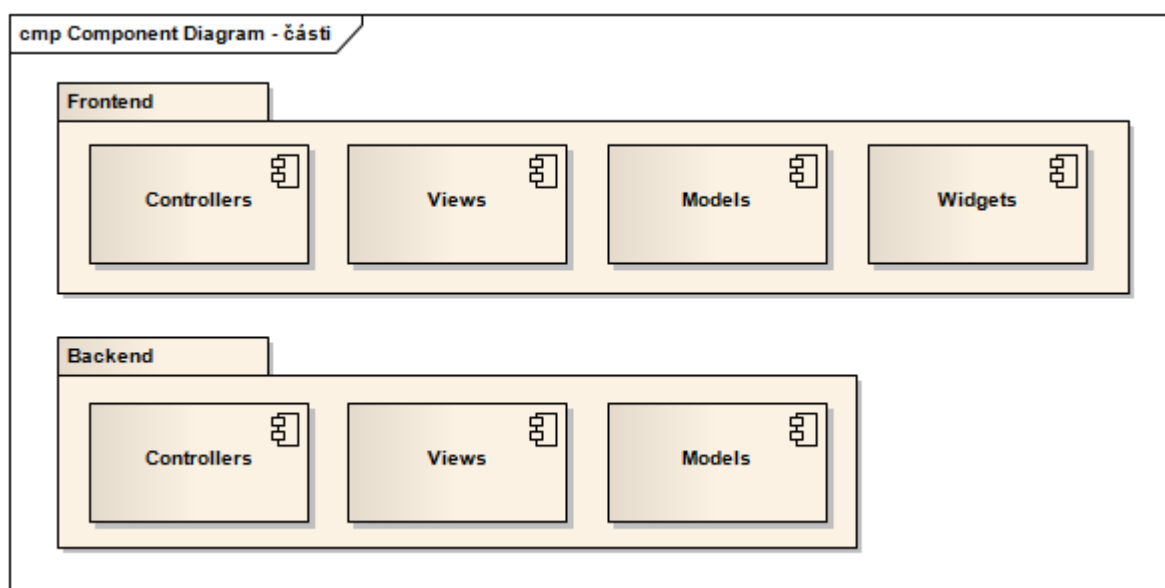 cmp Component Diagram - části
Frontend
Controllers
Views
Models
Widgets
Backend
Controllers
Views
Models